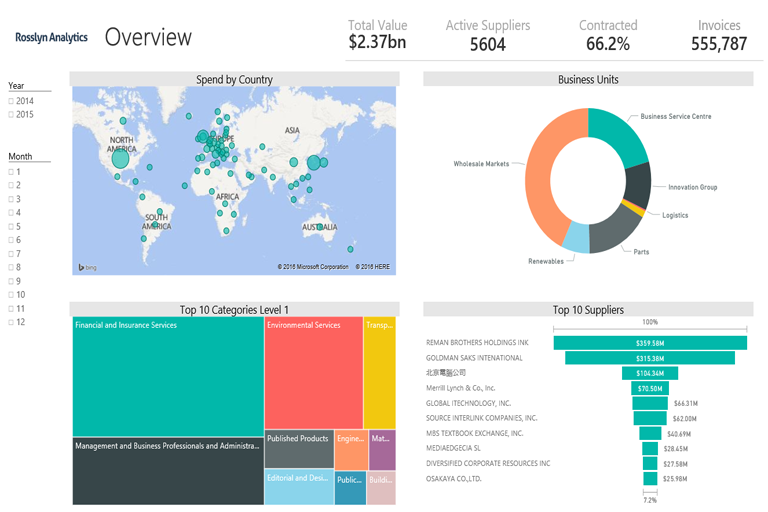 Rosslyn Analytics
Overview
Total Value
$2.37bn
Active Suppliers
5604
Contracted
66.2%
Invoices
555,787
Year
2014
2015
Month
1
2
3
4
5
6
7
8
9
10
11
12
Spend by Country
NORTH
AMERICA
EUROPE
ASIA
AFRICA
SOUTH
AMERICA
AUSTRALIA
bing
© 2016 Microsoft Corporation © 2016 HERE
Business Units
Business Service Centre
Wholesale Markets
Innovation Group
Logistics
Parts
Renewables
Top 10 Categories Level 1
Financial and Insurance Services
Environmental Services
Transp...
Management and Business Professionals and Administra...
Published Products
Engine...
Mat...
Editorial and Desi...
Public...
Buildi...
Top 10 Suppliers
100%
REMAN BROTHERS HOLDINGS INK $359.58M
GOLDMAN SAKS INTENATIONAL $315.38M
北京電腦公司 $104.34M
Merrill Lynch & Co., Inc. $70.50M
GLOBAL ITECHNOLOGY, INC. $66.31M
SOURCE INTERLINK COMPANIES, INC. $62.00M
MBS TEXTBOOK EXCHANGE, INC. $40.69M
MEDIAEDGECIA SL $28.45M
DIVERSIFIED CORPORATE RESOURCES INC $27.58M
OSAKAYA CO.,LTD. $25.98M
7.2%